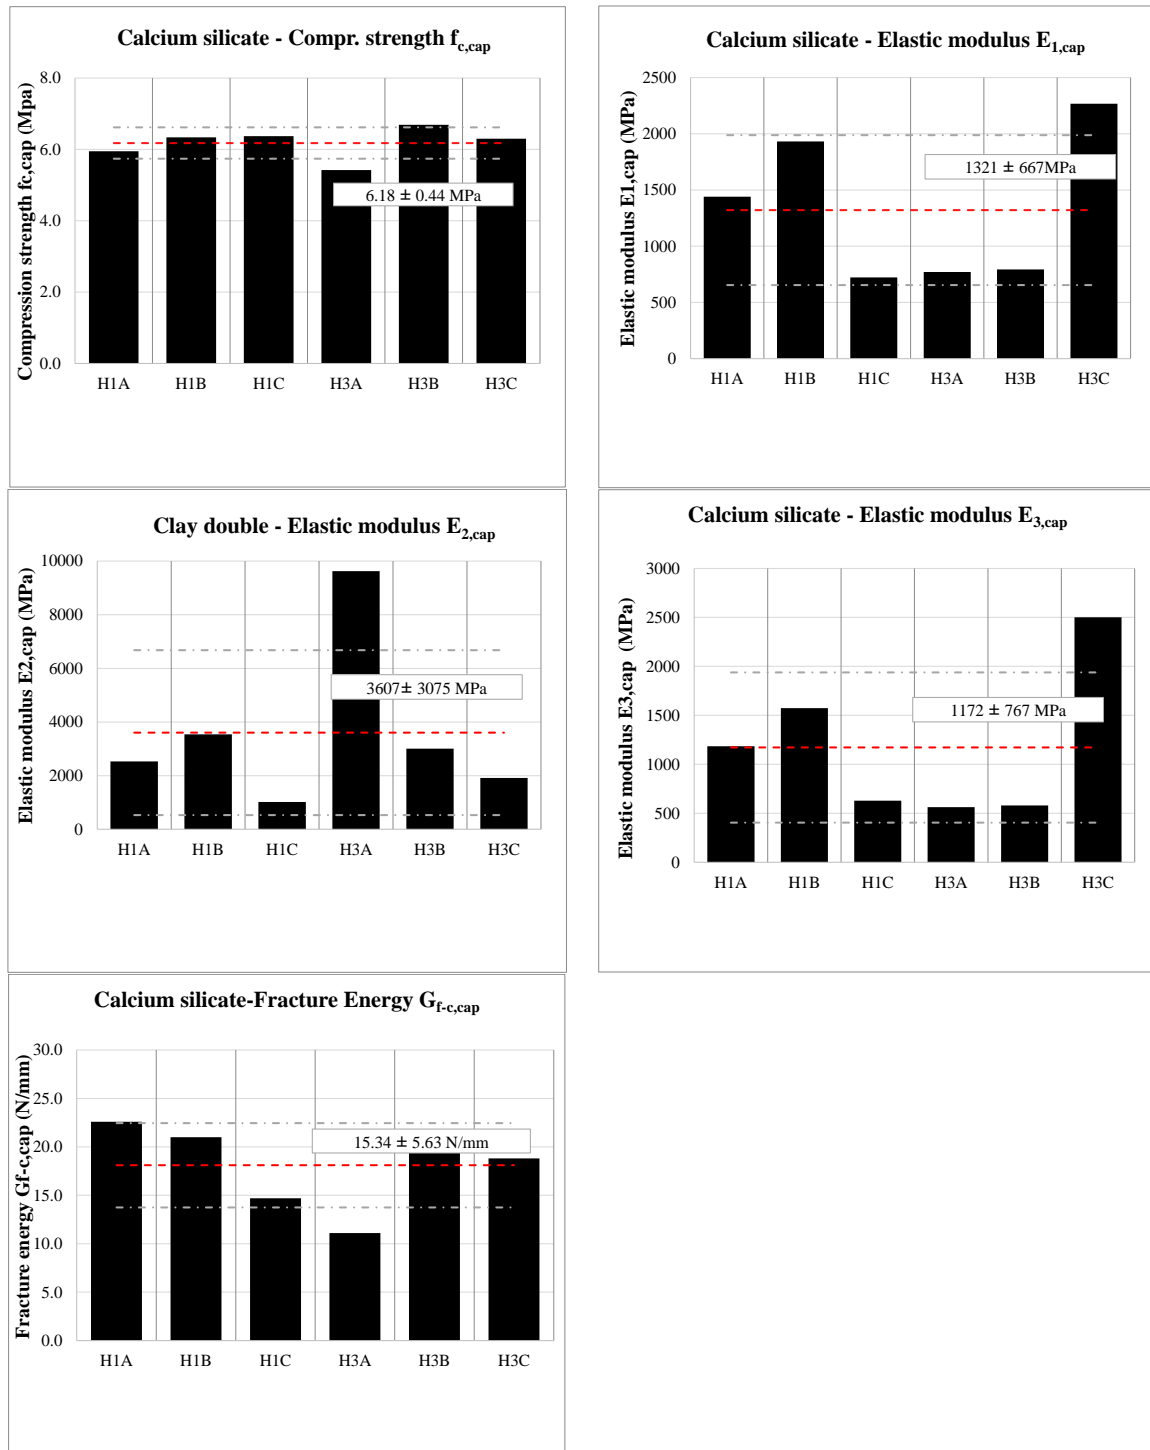 Calcium silicate - Compr. strength fc,cap
Compression strength fc,cap (Mpa)
8.0
6.0
4.0
2.0
0.0
6.18 ± 0.44 MPa
H1A H1B H1C H3A H3B H3C
Calcium silicate - Elastic modulus E1,cap
Elastic modulus E1,cap (MPa)
2500
2000
1500
1000
500
0
1321 ± 667MPa
H1A H1B H1C H3A H3B H3C
Clay double - Elastic modulus E2,cap
Elastic modulus E2,cap (MPa)
10000
8000
6000
4000
2000
0
3607± 3075 MPa
H1A H1B H1C H3A H3B H3C
Calcium silicate - Elastic modulus E3,cap
Elastic modulus E3,cap (MPa)
3000
2500
2000
1500
1000
500
0
1172 ± 767 MPa
H1A H1B H1C H3A H3B H3C
Calcium silicate-Fracture Energy Gf-c,cap
Fracture energy Gf-c,cap (N/mm)
30.0
25.0
20.0
15.0
10.0
5.0
0.0
15.34 ± 5.63 N/mm
H1A H1B H1C H3A H3B H3C